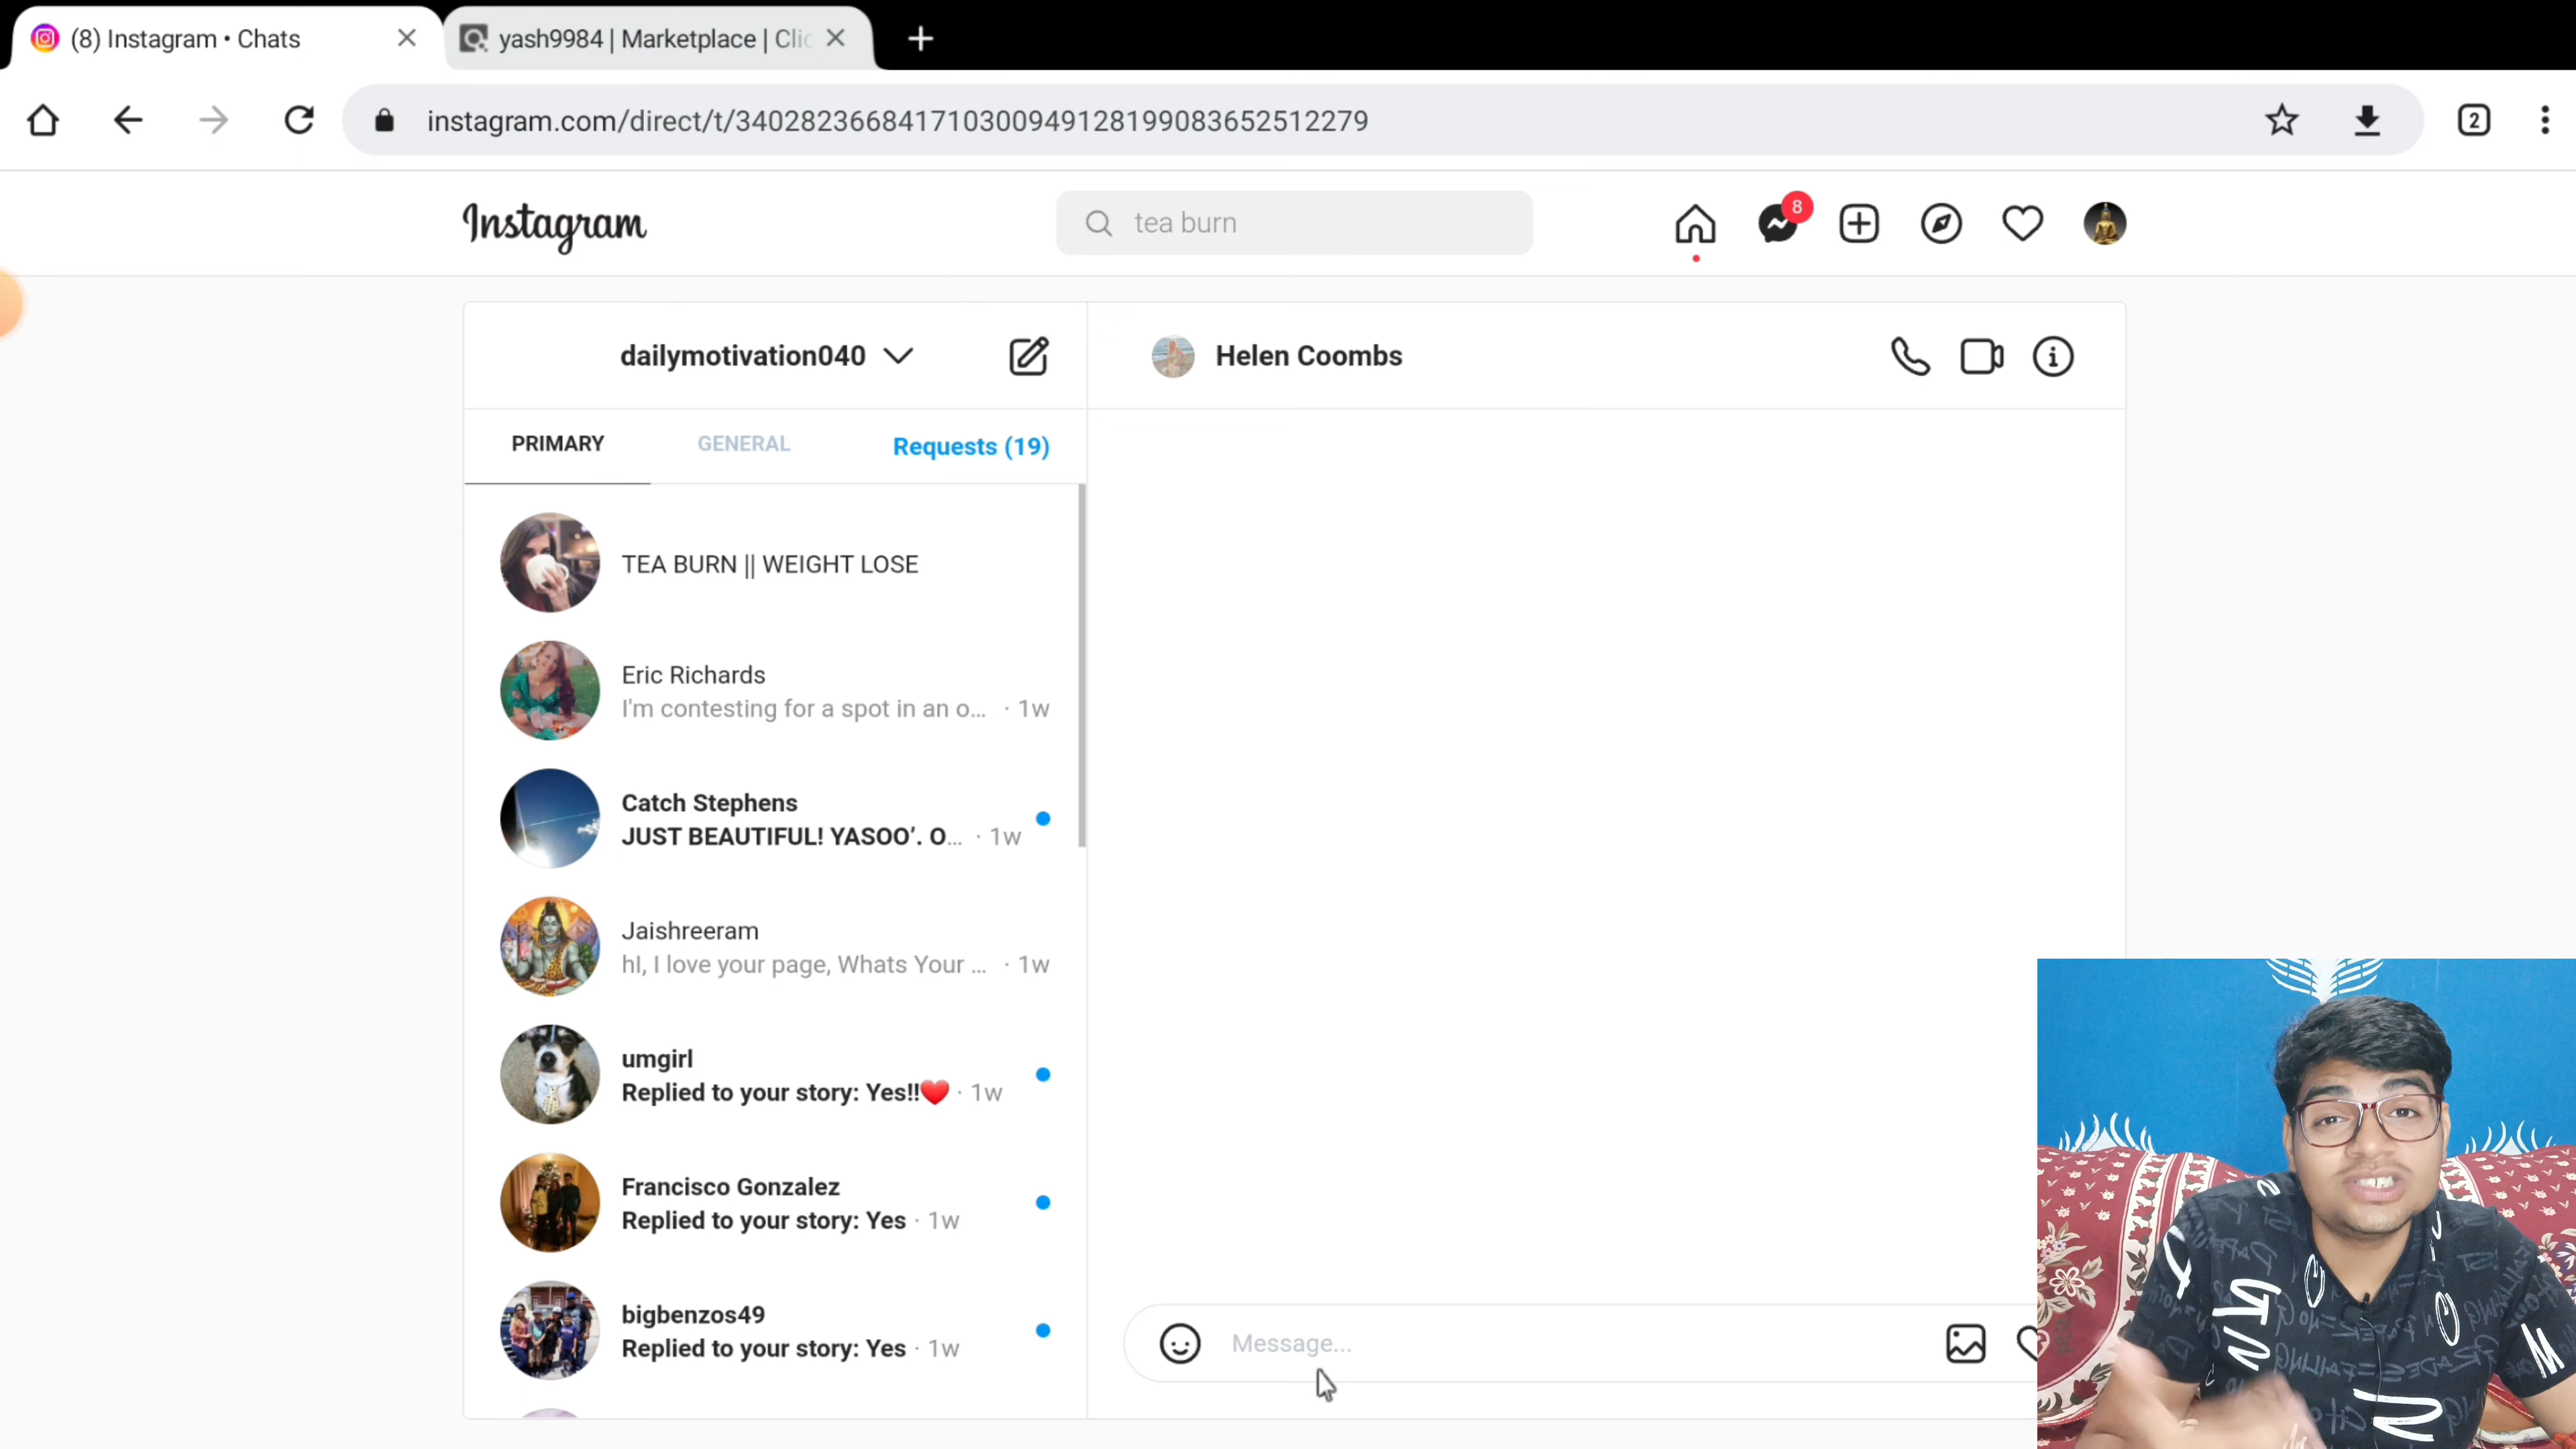 (8) Instagram • Chats
yash9984 | Marketplace | Clic
instagram.com/direct/t/340282366841710300949128199083652512279
2
Instagram
tea burn
8
dailymotivation040
Helen Coombs
PRIMARY
GENERAL
Requests (19)
TEA BURN || WEIGHT LOSE
Eric Richards
I'm contesting for a spot in an o... · 1w
Catch Stephens
JUST BEAUTIFUL! YASOO’. O... · 1w
Jaishreeram
hI, I love your page, Whats Your ... · 1w
umgirl
Replied to your story: Yes!!❤️ · 1w
Francisco Gonzalez
Replied to your story: Yes · 1w
bigbenzos49
Replied to your story: Yes · 1w
Message...